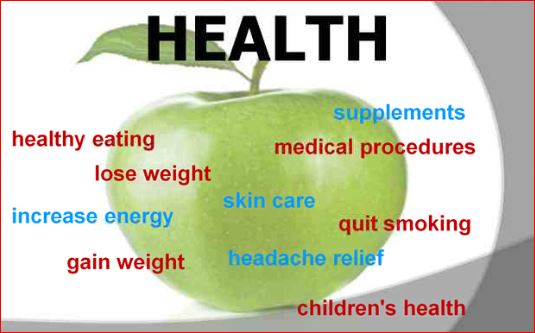 HEALTH
supplements
healthy eating
medical procedures
lose weight
skin care
increase energy
quit smoking
headache relief
gain weight
children's health